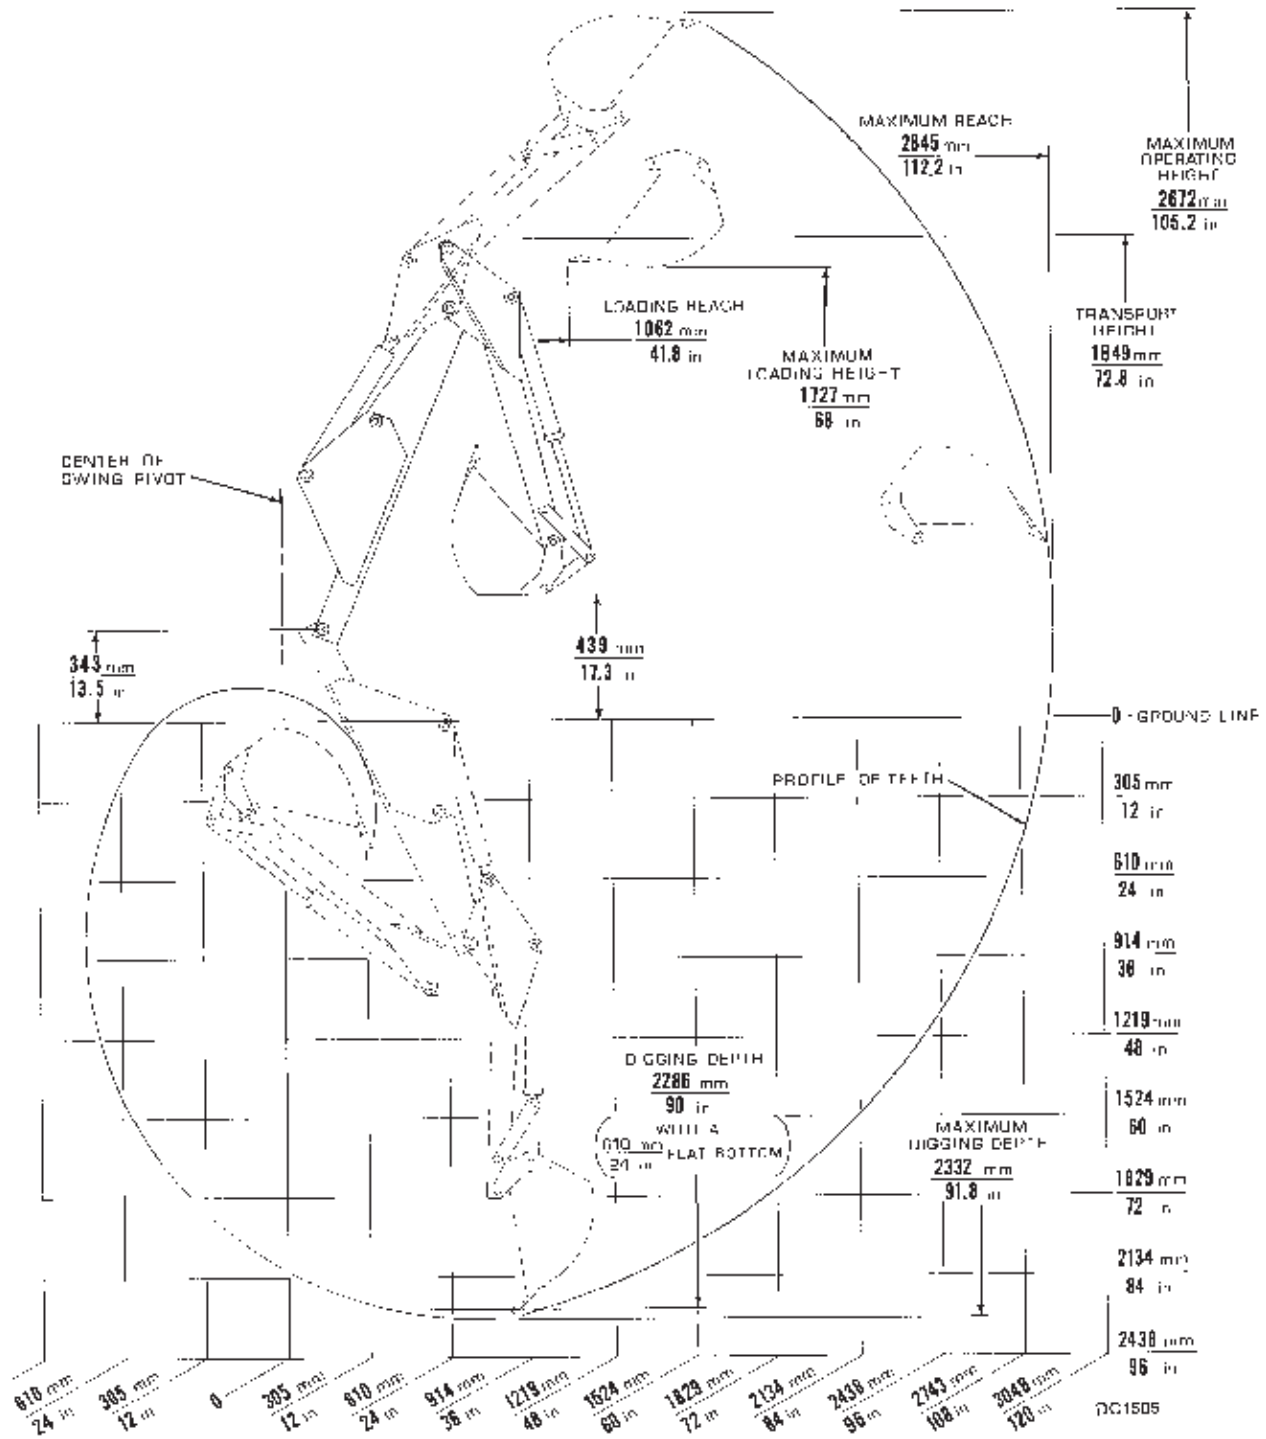 MAXIMUM REACH
2845 mm
112.2 in
MAXIMUM
OPERATING
HEIGHT
2672 mm
105.2 in
LOADING REACH
1062 mm
41.8 in
MAXIMUM
LOADING HEIGHT
1727 mm
68 in
TRANSPORT
HEIGHT
1849 mm
72.8 in
CENTER OF
SWING PIVOT
343 mm
13.5 in
439 mm
17.3 in
0 - GROUND LINE
PROFILE OF TEETH
305 mm
12 in
610 mm
24 in
914 mm
36 in
1219 mm
48 in
DIGGING DEPTH
2286 mm
90 in
WITH A
610 mm
24 in
FLAT BOTTOM
1524 mm
60 in
MAXIMUM
DIGGING DEPTH
2332 mm
91.8 in
1829 mm
72 in
2134 mm
84 in
2438 mm
96 in
610 mm
24 in
305 mm
12 in
0
305 mm
12 in
610 mm
24 in
914 mm
36 in
1219 mm
48 in
1524 mm
60 in
1829 mm
72 in
2134 mm
84 in
2438 mm
96 in
2743 mm
108 in
3048 mm
120 in